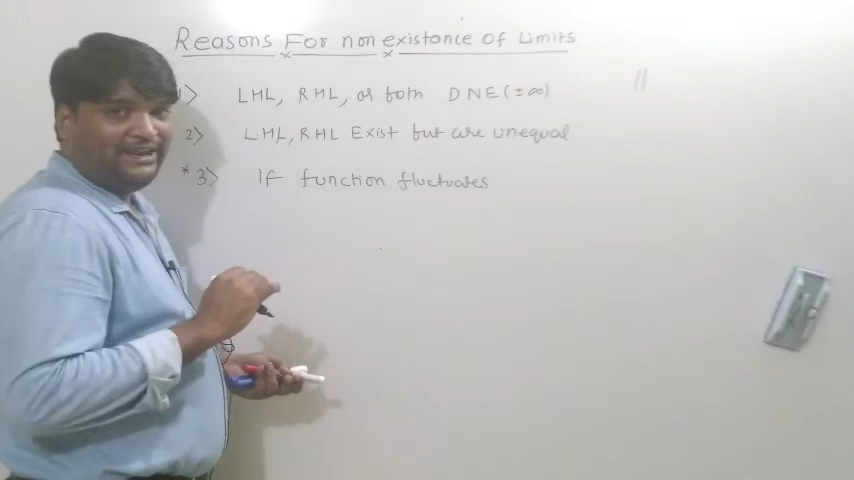 Reasons For non existance of Limits
1> LHL, RHL, or both DNE (±∞)
2> LHL, RHL Exist but are unequal
*3> If function fluctuates